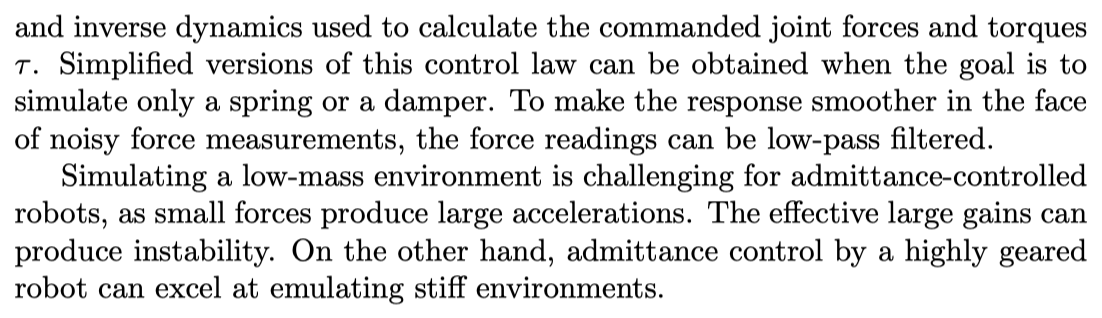 and inverse dynamics used to calculate the commanded joint forces and torques
τ. Simplified versions of this control law can be obtained when the goal is to
simulate only a spring or a damper. To make the response smoother in the face
of noisy force measurements, the force readings can be low-pass filtered.
Simulating a low-mass environment is challenging for admittance-controlled
robots, as small forces produce large accelerations. The effective large gains can
produce instability. On the other hand, admittance control by a highly geared
robot can excel at emulating stiff environments.